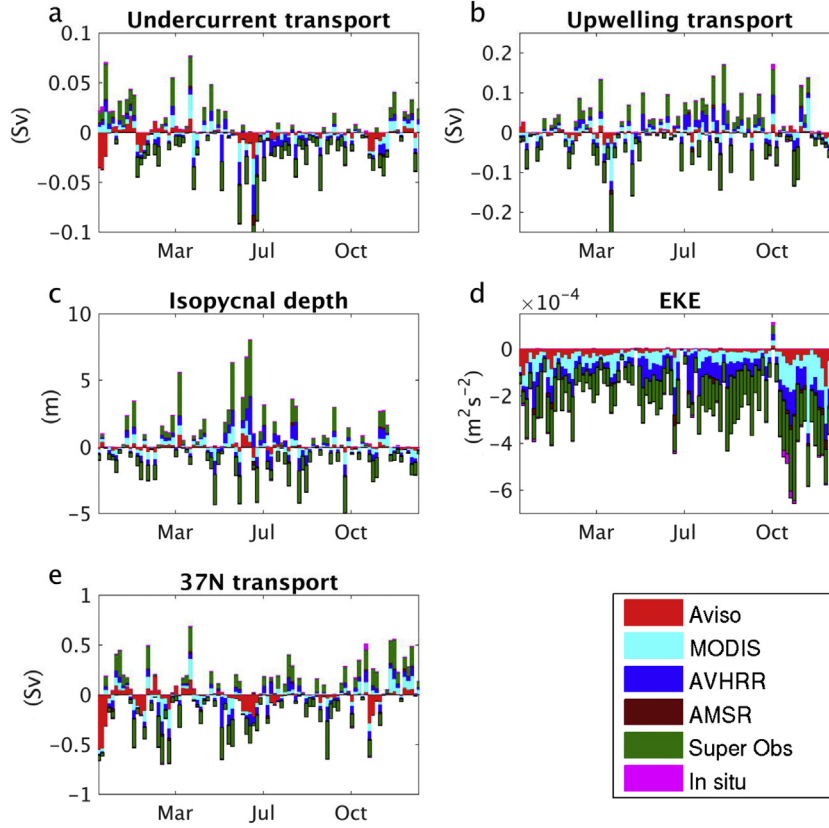 a Undercurrent transport
0.1
0.05
0
-0.05
-0.1
(Sv)
Mar Jul Oct
b Upwelling transport
0.2
0.1
0
-0.1
-0.2
(Sv)
Mar Jul Oct
c Isopycnal depth
10
5
0
-5
(m)
Mar Jul Oct
d EKE
×10⁻⁴
0
-2
-4
-6
(m²s⁻²)
Mar Jul Oct
e 37N transport
1
0.5
0
-0.5
-1
(Sv)
Mar Jul Oct
Aviso
MODIS
AVHRR
AMSR
Super Obs
In situ